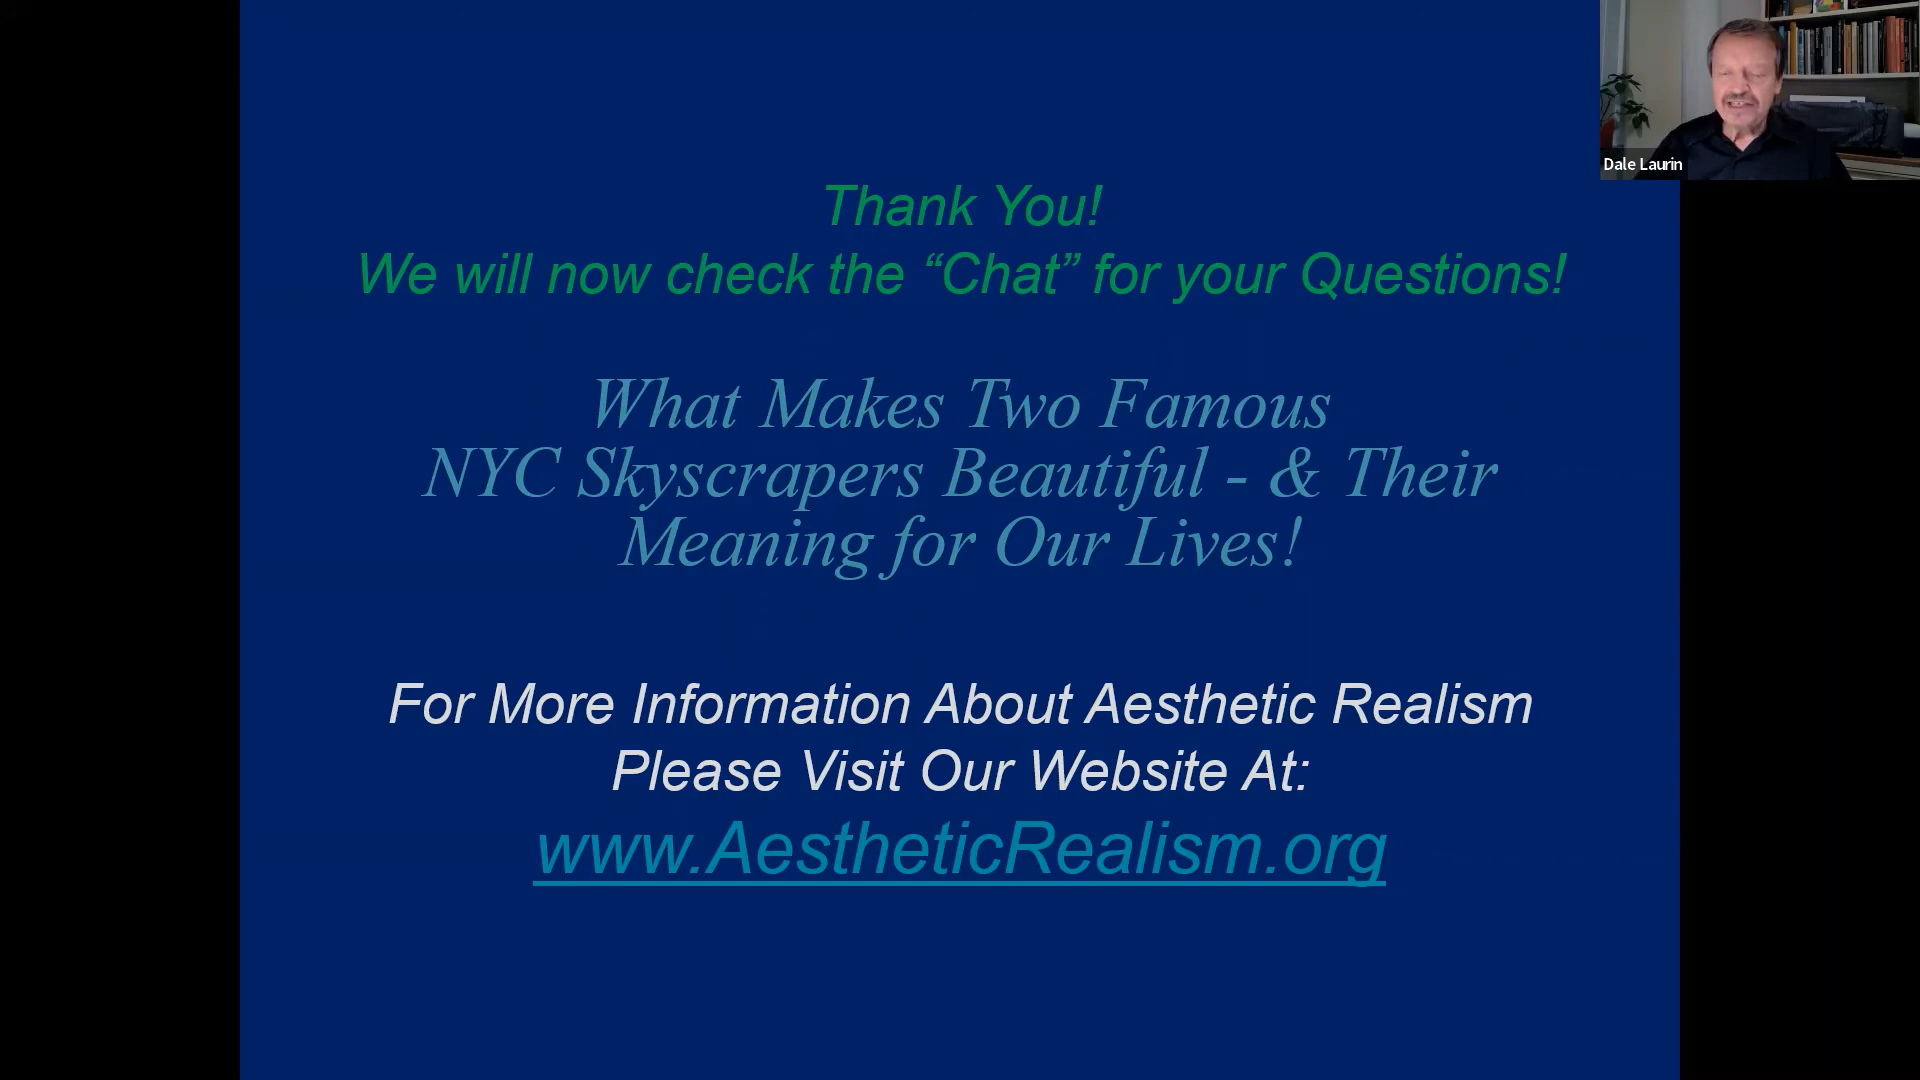 Dale Laurin
Thank You!
We will now check the “Chat” for your Questions!
What Makes Two Famous
NYC Skyscrapers Beautiful - & Their
Meaning for Our Lives!
For More Information About Aesthetic Realism
Please Visit Our Website At:
www.AestheticRealism.org